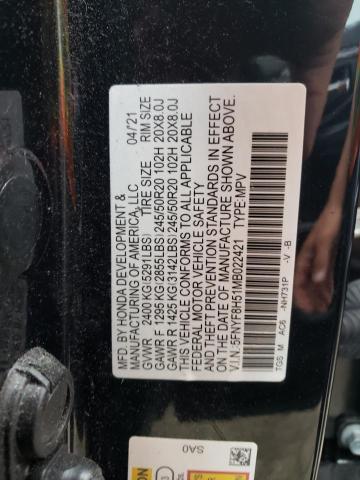 MFD. BY HONDA DEVELOPMENT & 04/'21
MANUFACTURING OF AMERICA, LLC
GVWR 2400 KG(5291LBS) TIRE SIZE RIM SIZE
GAWR F 1295 KG(2855LBS)245/50R20 102H 20X8.0J
GAWR R 1425 KG(3142LBS)245/50R20 102H 20X8.0J
THIS VEHICLE CONFORMS TO ALL APPLICABLE
FEDERAL MOTOR VEHICLE SAFETY
AND THEFT PREVENTION STANDARDS IN EFFECT
ON THE DATE OF MANUFACTURE SHOWN ABOVE.
V.I.N.:5FNYF8H51MB022421 TYPE:MPV
TGS M AC6 -NH731P -V -B
SA0